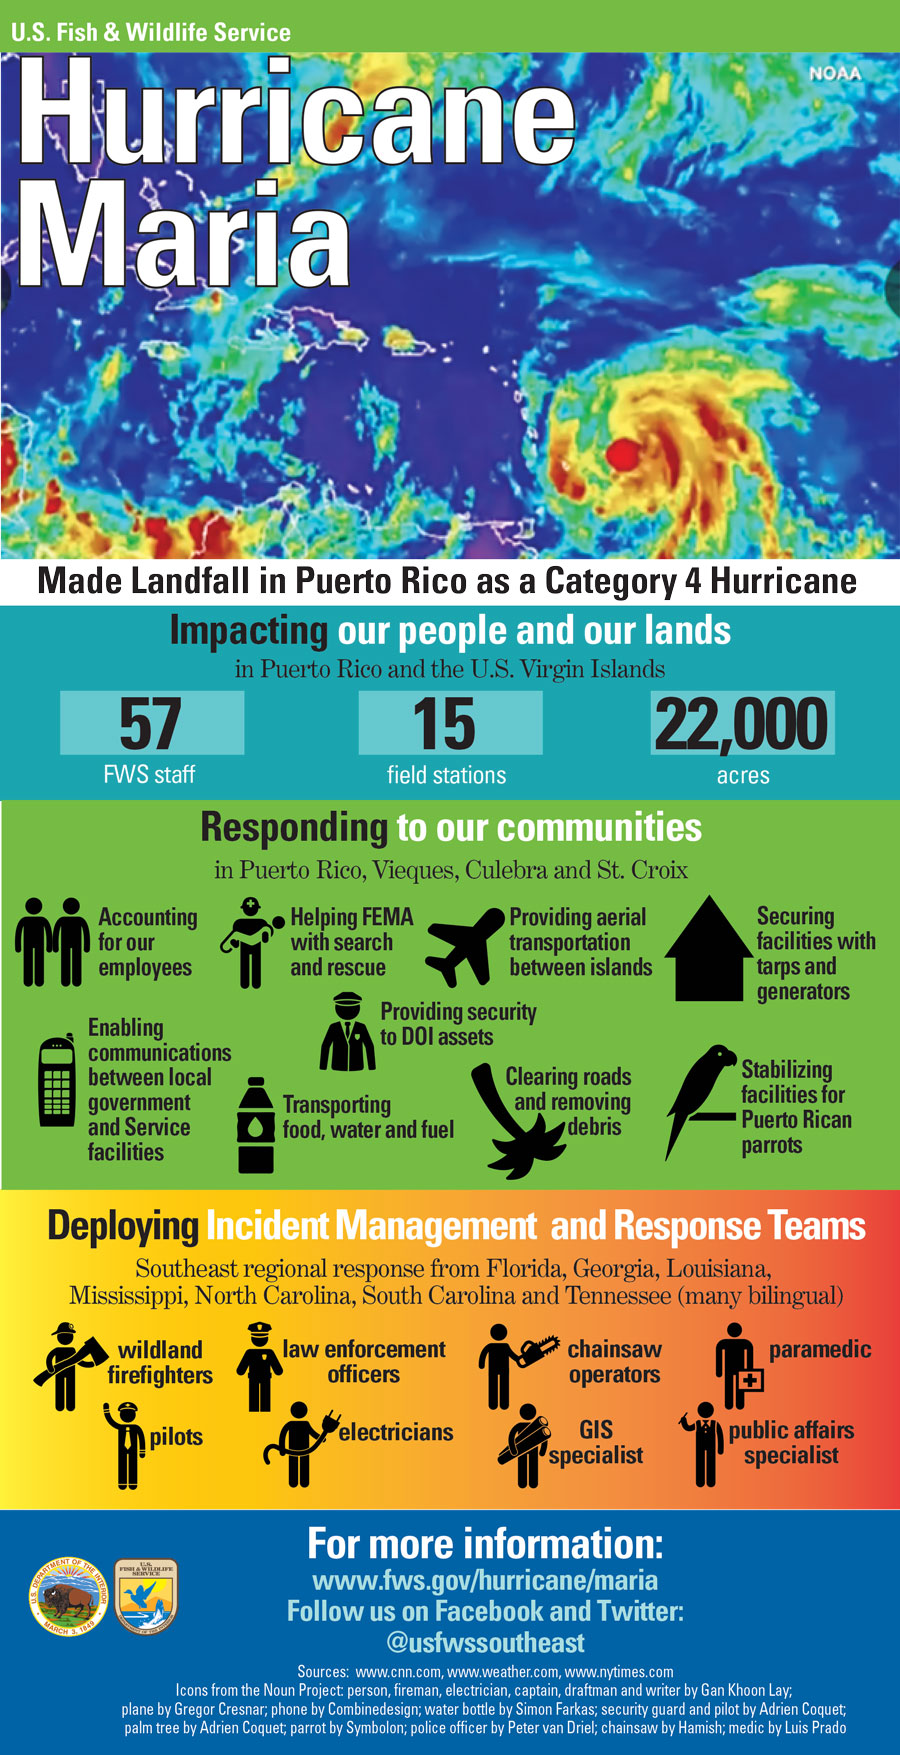 U.S. Fish & Wildlife Service
NOAA
Hurricane
Maria
Made Landfall in Puerto Rico as a Category 4 Hurricane
Impacting our people and our lands
in Puerto Rico and the U.S. Virgin Islands
57
FWS staff
15
field stations
22,000
acres
Responding to our communities
in Puerto Rico, Vieques, Culebra and St. Croix
Accounting
for our
employees
Helping FEMA
with search
and rescue
Providing aerial
transportation
between islands
Securing
facilities with
tarps and
generators
Enabling
communications
between local
government
and Service
facilities
Providing security
to DOI assets
Transporting
food, water and fuel
Clearing roads
and removing
debris
Stabilizing
facilities for
Puerto Rican
parrots
Deploying Incident Management and Response Teams
Southeast regional response from Florida, Georgia, Louisiana,
Mississippi, North Carolina, South Carolina and Tennessee (many bilingual)
wildland
firefighters
law enforcement
officers
chainsaw
operators
paramedic
pilots
electricians
GIS
specialist
public affairs
specialist
For more information:
www.fws.gov/hurricane/maria
Follow us on Facebook and Twitter:
@usfwssoutheast
U.S. DEPARTMENT OF THE INTERIOR
MARCH 3, 1849
U.S.
FISH & WILDLIFE
SERVICE
Sources: www.cnn.com, www.weather.com, www.nytimes.com
Icons from the Noun Project: person, fireman, electrician, captain, draftman and writer by Gan Khoon Lay;
plane by Gregor Cresnar; phone by Combinedesign; water bottle by Simon Farkas; security guard and pilot by Adrien Coquet;
palm tree by Adrien Coquet; parrot by Symbolon; police officer by Peter van Driel; chainsaw by Hamish; medic by Luis Prado